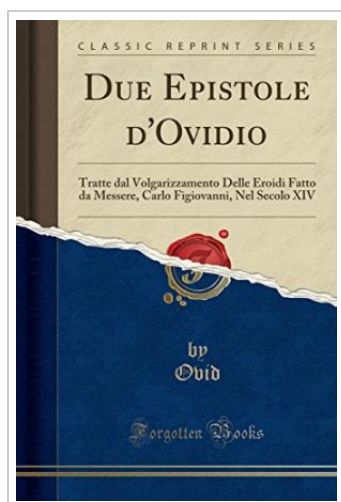 CLASSIC REPRINT SERIES
DUE EPISTOLE
D'OVIDIO
Tratte dal Volgarizzamento Delle Eroidi Fatto
da Messere, Carlo Figiovanni, Nel Secolo XIV
by
Ovid
Forgotten Books